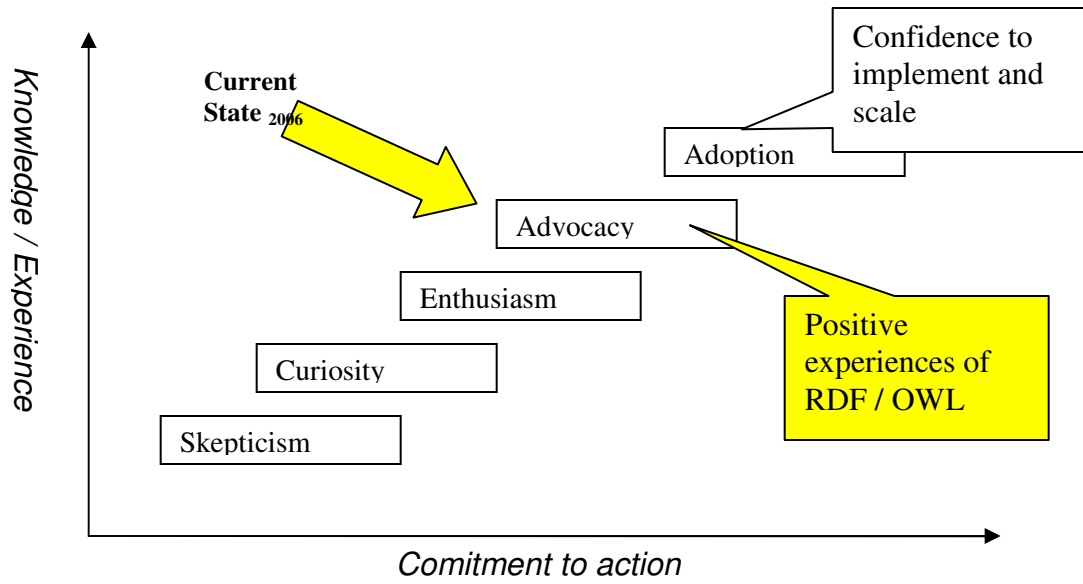 Knowledge / Experience
Current
State 2006
Confidence to
implement and
scale
Adoption
Advocacy
Enthusiasm
Positive
experiences of
RDF / OWL
Curiosity
Skepticism
Comitment to action